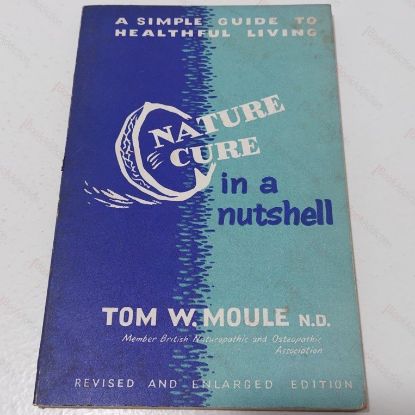 A SIMPLE GUIDE TO
HEALTHFUL LIVING
NATURE
CURE
in a
nutshell
TOM W. MOULE N.D.
Member British Naturopathic and Osteopathic
Association
REVISED AND ENLARGED EDITION